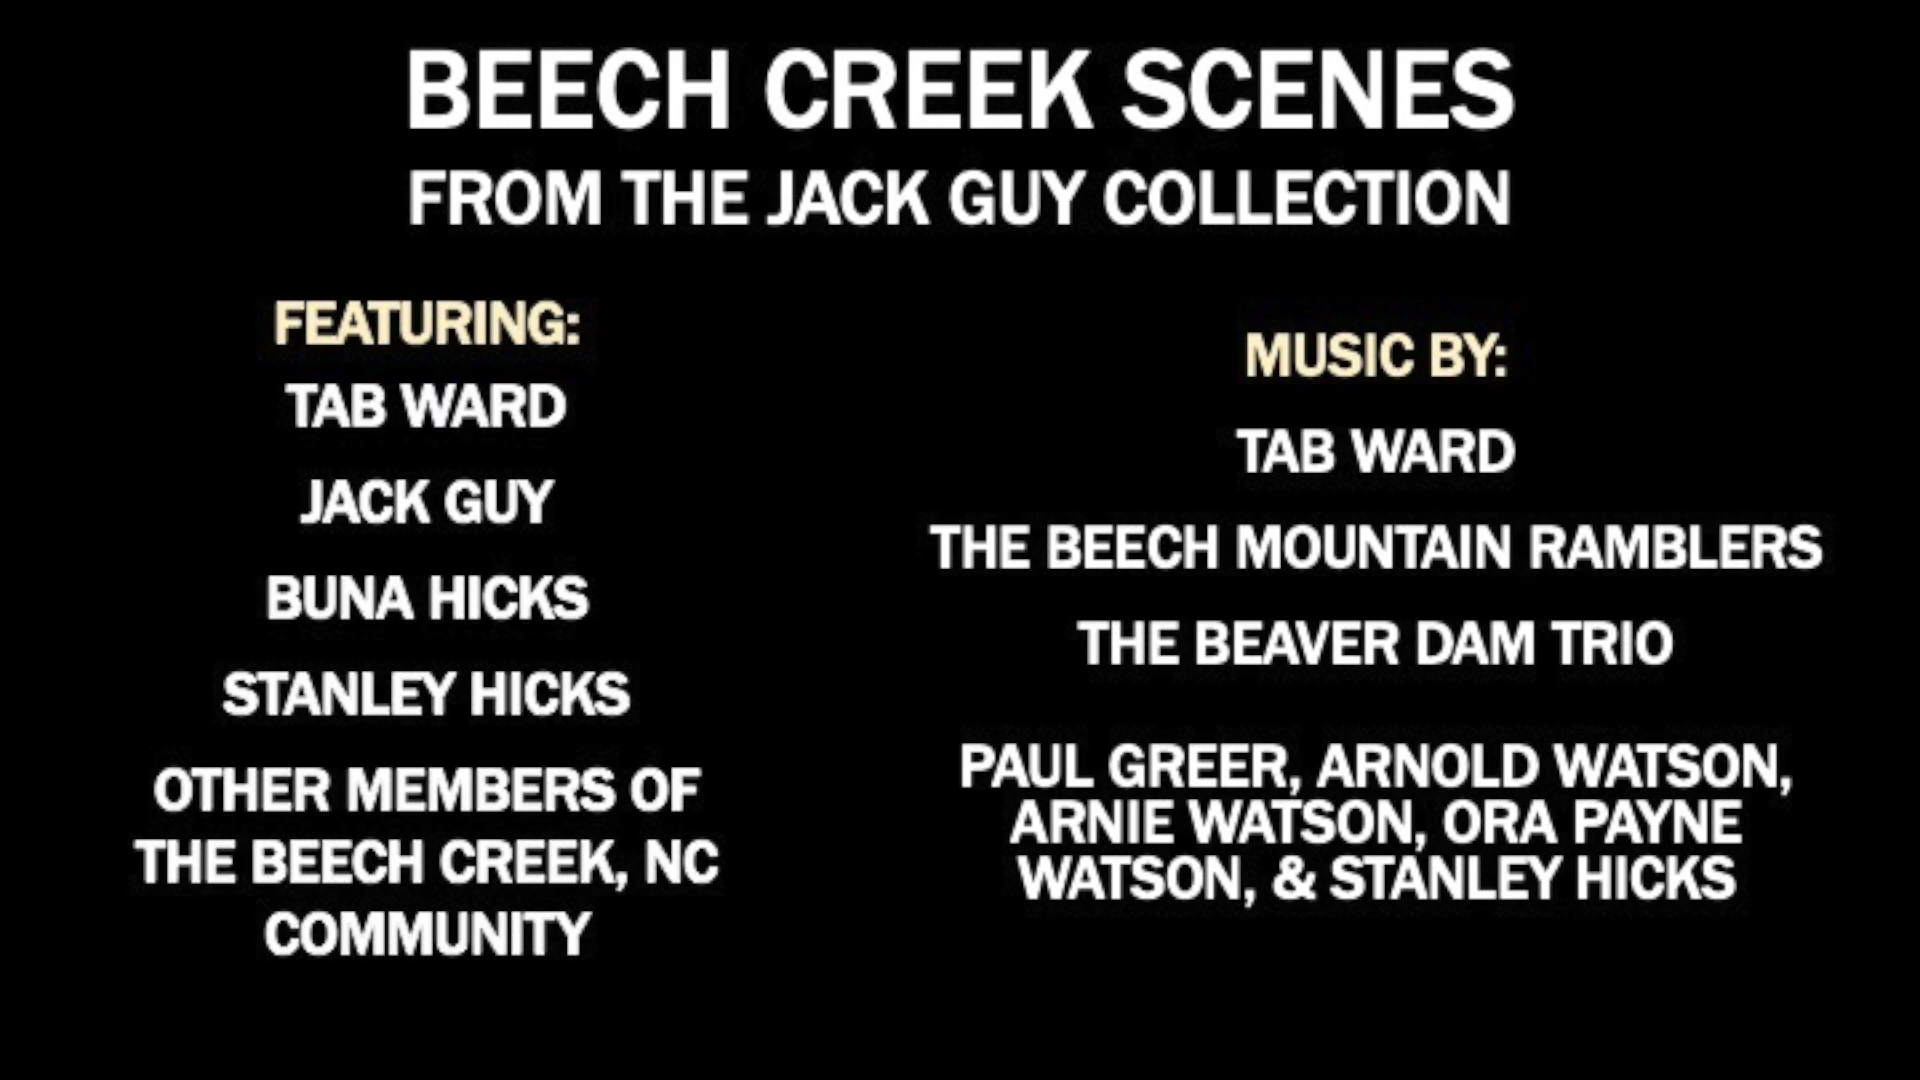 BEECH CREEK SCENES
FROM THE JACK GUY COLLECTION
FEATURING:
TAB WARD
JACK GUY
BUNA HICKS
STANLEY HICKS
OTHER MEMBERS OF
THE BEECH CREEK, NC
COMMUNITY
MUSIC BY:
TAB WARD
THE BEECH MOUNTAIN RAMBLERS
THE BEAVER DAM TRIO
PAUL GREER, ARNOLD WATSON,
ARNIE WATSON, ORA PAYNE
WATSON, & STANLEY HICKS